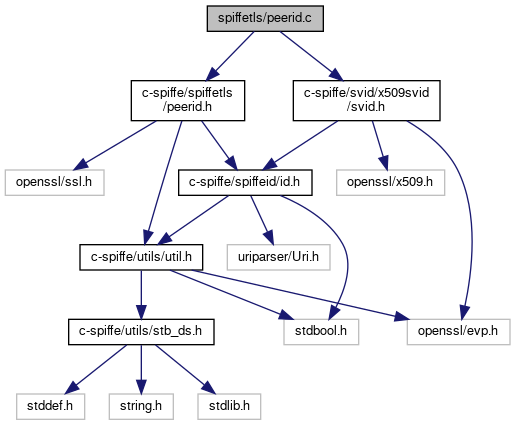 spiffetls/peerid.c
c-spiffe/spiffetls
/peerid.h
c-spiffe/svid/x509svid
/svid.h
openssl/ssl.h
c-spiffe/spiffeid/id.h
openssl/x509.h
c-spiffe/utils/util.h
uriparser/Uri.h
c-spiffe/utils/stb_ds.h
stdbool.h
openssl/evp.h
stddef.h
string.h
stdlib.h